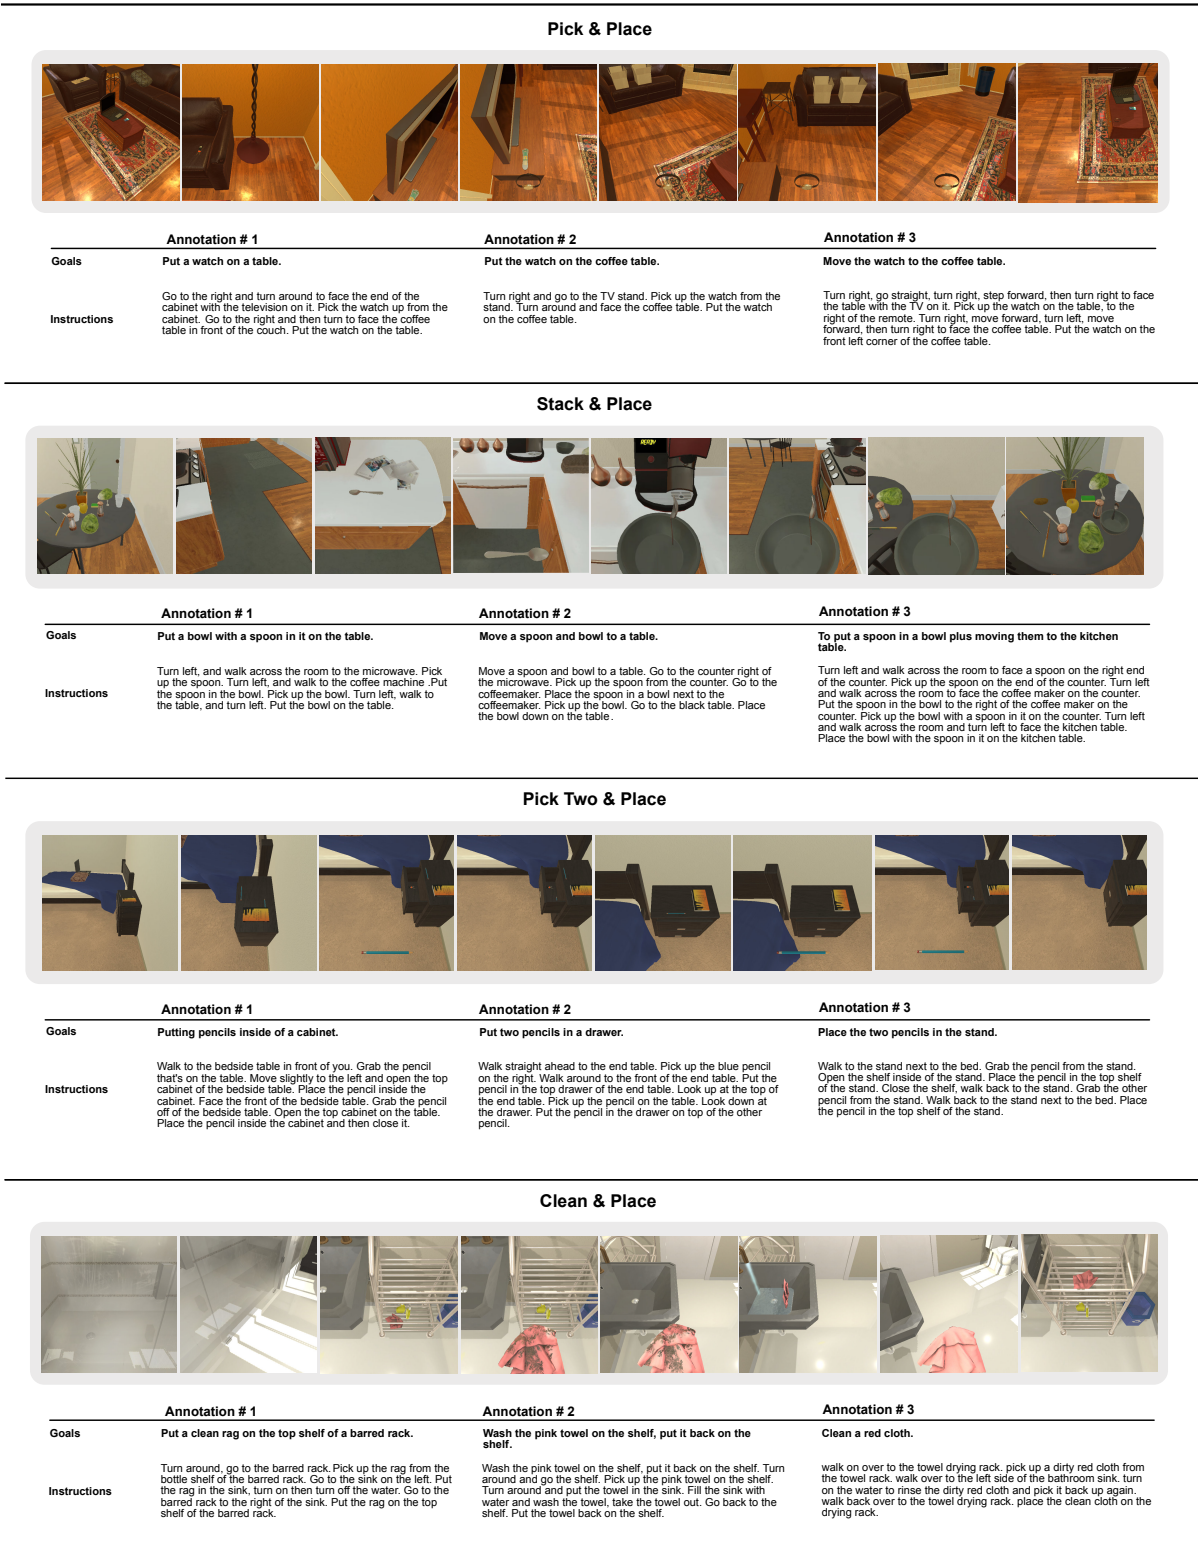 Pick & Place
Annotation # 1
Annotation # 2
Annotation # 3
Goals
Put a watch on a table.
Put the watch on the coffee table.
Move the watch to the coffee table.
Instructions
Go to the right and turn around to face the end of the
cabinet with the television on it. Pick the watch up from the
cabinet. Go to the right and then turn to face the coffee
table in front of the couch. Put the watch on the table.
Turn right and go to the TV stand. Pick up the watch from the
stand. Turn around and face the coffee table. Put the watch
on the coffee table.
Turn right, go straight, turn right, step forward, then turn right to face
the table with the TV on it. Pick up the watch on the table, to the
right of the remote. Turn right, move forward, turn left, move
forward, then turn right to face the coffee table. Put the watch on the
front left corner of the coffee table.
Stack & Place
Annotation # 1
Annotation # 2
Annotation # 3
Goals
Put a bowl with a spoon in it on the table.
Move a spoon and bowl to a table.
To put a spoon in a bowl plus moving them to the kitchen
table.
Instructions
Turn left, and walk across the room to the microwave. Pick
up the spoon. Turn left, and walk to the coffee machine .Put
the spoon in the bowl. Pick up the bowl. Turn left, walk to
the table, and turn left. Put the bowl on the table.
Move a spoon and bowl to a table. Go to the counter right of
the microwave. Pick up the spoon from the counter. Go to the
coffeemaker. Place the spoon in a bowl next to the
coffeemaker. Pick up the bowl. Go to the black table. Place
the bowl down on the table.
Turn left and walk across the room to face a spoon on the right end
of the counter. Pick up the spoon on the end of the counter. Turn left
and walk across the room to face the coffee maker on the counter.
Put the spoon in the bowl to the right of the coffee maker on the
counter. Pick up the bowl with a spoon in it on the counter. Turn left
and walk across the room and turn left to face the kitchen table.
Place the bowl with the spoon in it on the kitchen table.
Pick Two & Place
Annotation # 1
Annotation # 2
Annotation # 3
Goals
Putting pencils inside of a cabinet.
Put two pencils in a drawer.
Place the two pencils in the stand.
Instructions
Walk to the bedside table in front of you. Grab the pencil
that's on the table. Move slightly to the left and open the top
cabinet of the bedside table. Place the pencil inside the
cabinet. Face the front of the bedside table. Grab the pencil
off of the bedside table. Open the top cabinet on the table.
Place the pencil inside the cabinet and then close it.
Walk straight ahead to the end table. Pick up the blue pencil
on the right. Walk around to the front of the end table. Put the
pencil in the top drawer of the end table. Look up at the top of
the end table. Pick up the pencil on the table. Look down at
the drawer. Put the pencil in the drawer on top of the other
pencil.
Walk to the stand next to the bed. Grab the pencil from the stand.
Open the shelf inside of the stand. Place the pencil in the top shelf
of the stand. Close the shelf, walk back to the stand. Grab the other
pencil from the stand. Walk back to the stand next to the bed. Place
the pencil in the top shelf of the stand.
Clean & Place
Annotation # 1
Annotation # 2
Annotation # 3
Goals
Put a clean rag on the top shelf of a barred rack.
Wash the pink towel on the shelf, put it back on the
shelf.
Clean a red cloth.
Instructions
Turn around, go to the barred rack. Pick up the rag from the
bottle shelf of the barred rack. Go to the sink on the left. Put
the rag in the sink, turn on then turn off the water. Go to the
barred rack to the right of the sink. Put the rag on the top
shelf of the barred rack.
Wash the pink towel on the shelf, put it back on the shelf. Turn
around and go the shelf. Pick up the pink towel on the shelf.
Turn around and put the towel in the sink. Fill the sink with
water and wash the towel, take the towel out. Go back to the
shelf. Put the towel back on the shelf.
walk on over to the towel drying rack. pick up a dirty red cloth from
the towel rack. walk over to the left side of the bathroom sink. turn
on the water to rinse the dirty red cloth and pick it back up again.
walk back over to the towel drying rack. place the clean cloth on the
drying rack.